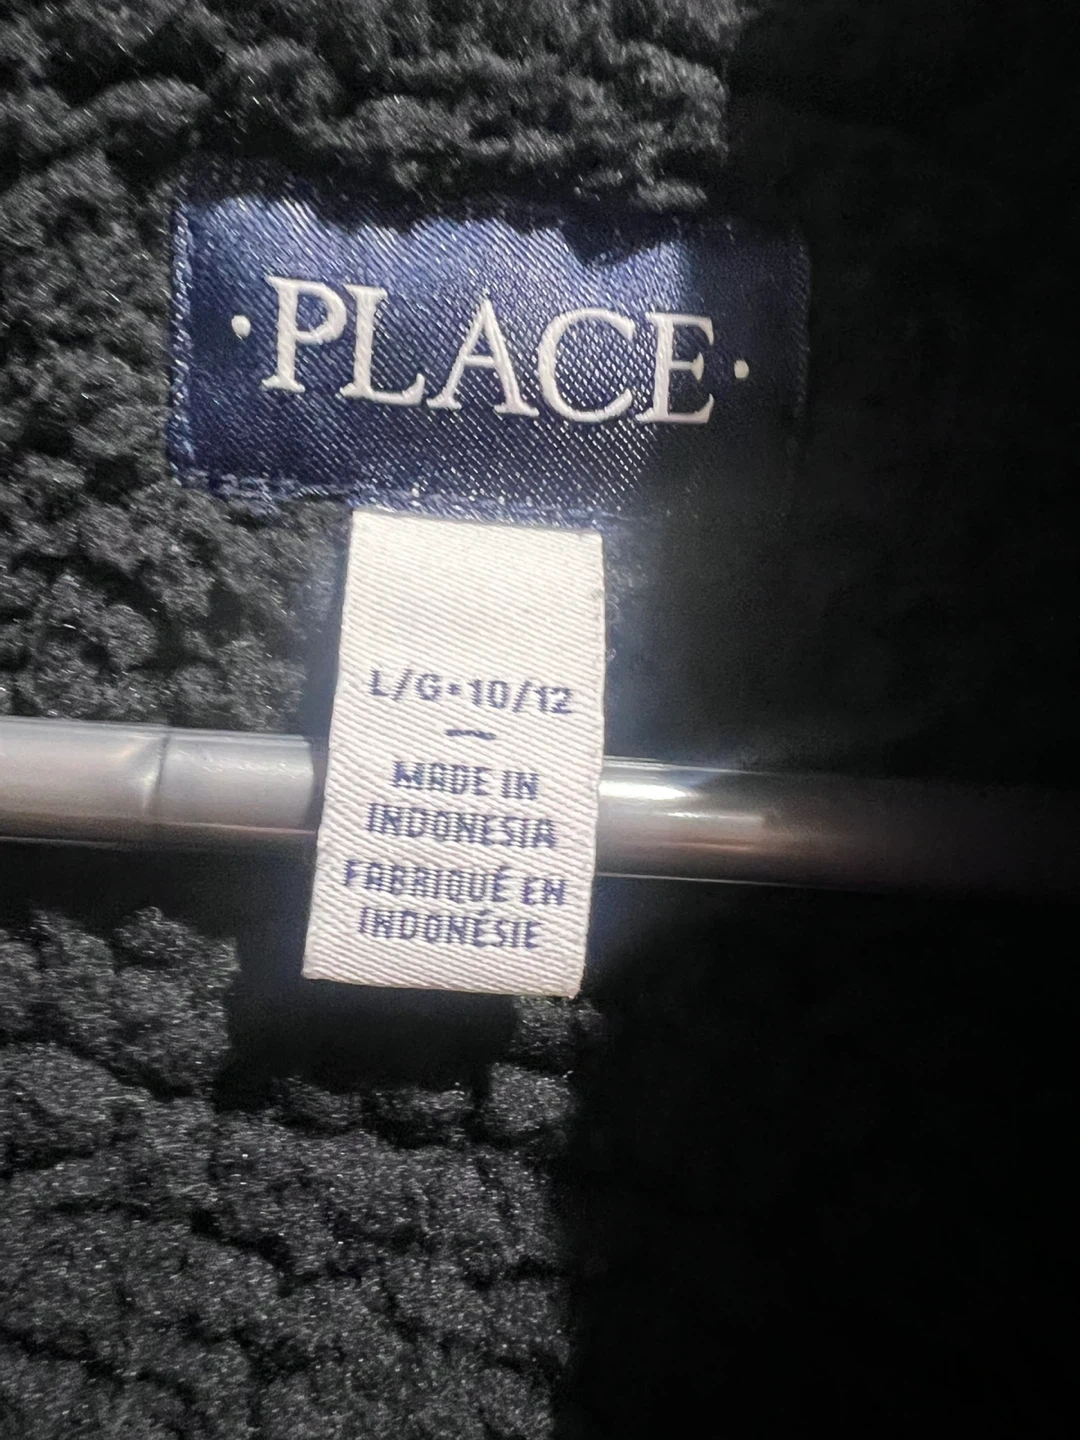 ·PLACE·
L/G·10/12
—
MADE IN
INDONESIA
FABRIQUÉ EN
INDONÉSIE